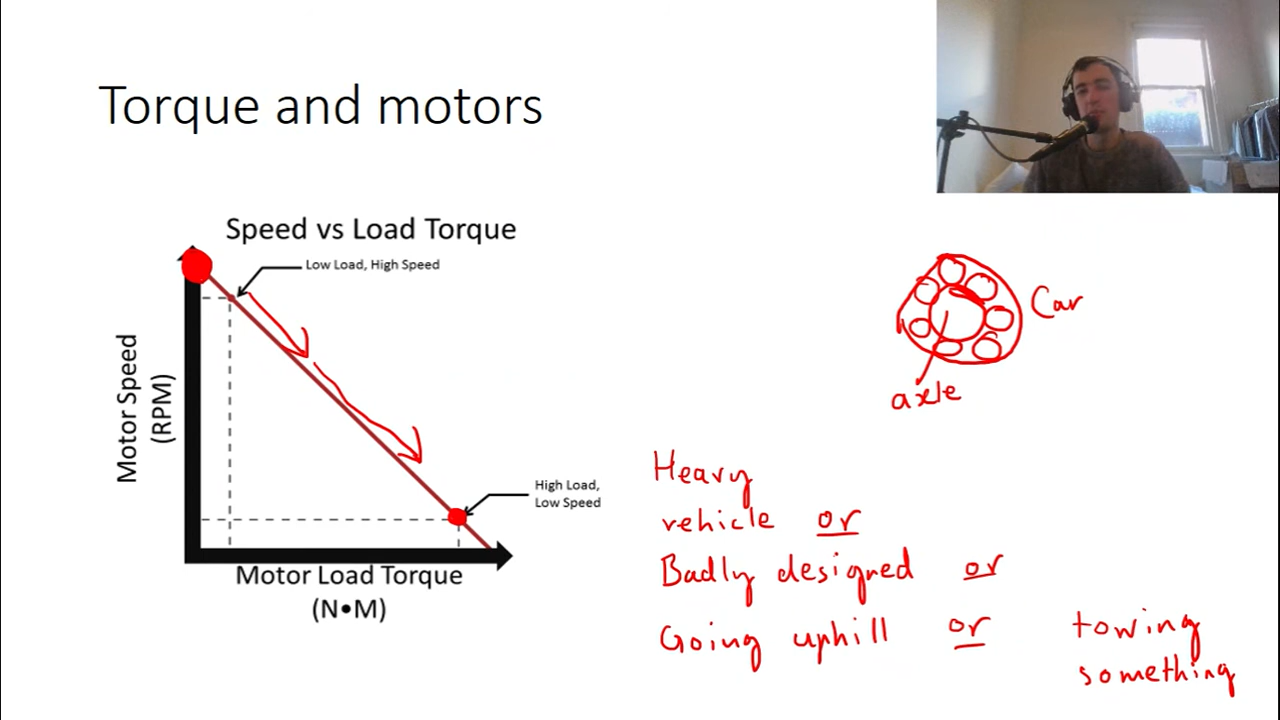 Torque and motors
Speed vs Load Torque
Low Load, High Speed
Motor Speed
(RPM)
High Load,
Low Speed
Motor Load Torque
(N•M)
Car
axle
Heavy
vehicle or
Badly designed or
Going uphill or towing
something